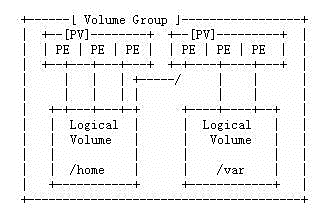 [ Volume Group ]
[PV] [PV]
PE | PE | PE | PE | PE | PE
Logical Logical
Volume Volume
/home /var